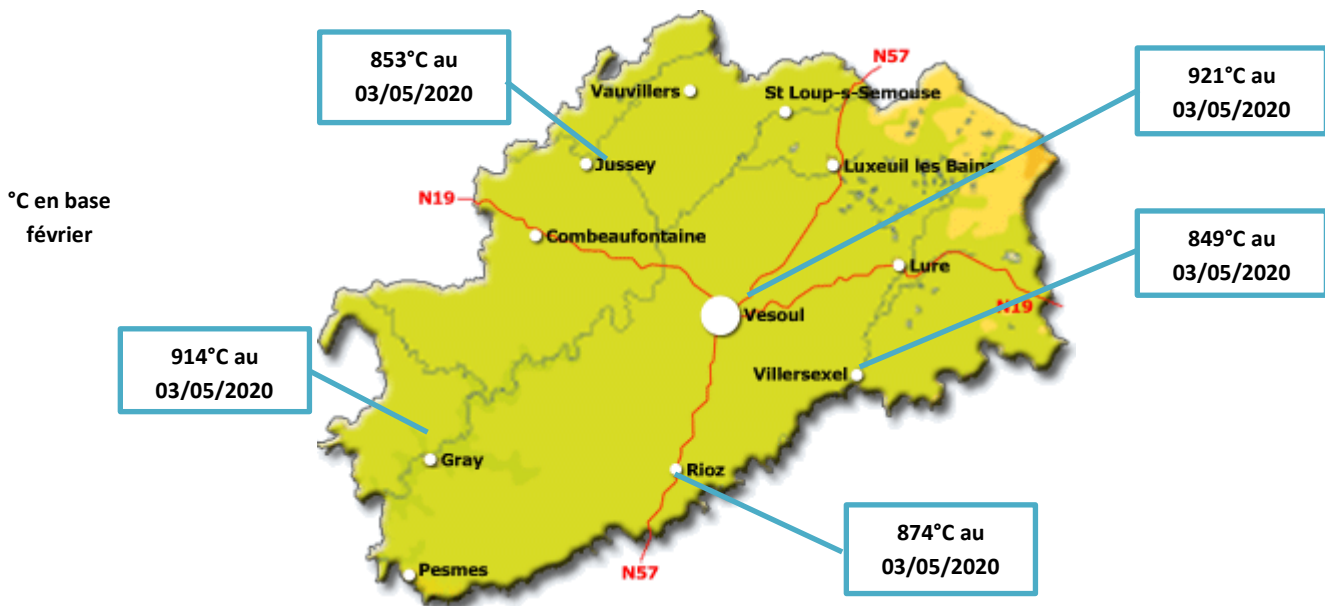 853°C au
03/05/2020
N57
921°C au
03/05/2020
Vauvillers
St Loup-s-Semouse
Jussey
Luxeuil les Bains
°C en base
février
N19
Combeaufontaine
849°C au
03/05/2020
Lure
N19
Vesoul
914°C au
03/05/2020
Villersexel
Gray
Rioz
874°C au
03/05/2020
Pesmes
N57